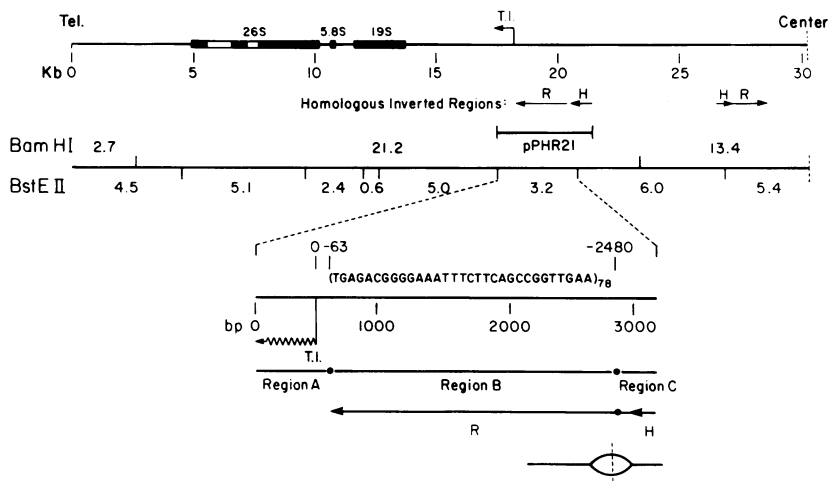 Tel. 26S 5.8S 19S T.I. Center
Kb 0 5 10 15 20 25 30
Homologous Inverted Regions: R H H R
pPHR21
Bam HI 2.7 21.2 13.4
BstE II 4.5 5.1 2.4 0.6 5.0 3.2 6.0 5.4
0 -63 -2480
(TGAGACGGGGAAATTTCTTCAGCCGGTTGAA)78
bp 0 1000 2000 3000
T.I.
Region A Region B Region C
R H